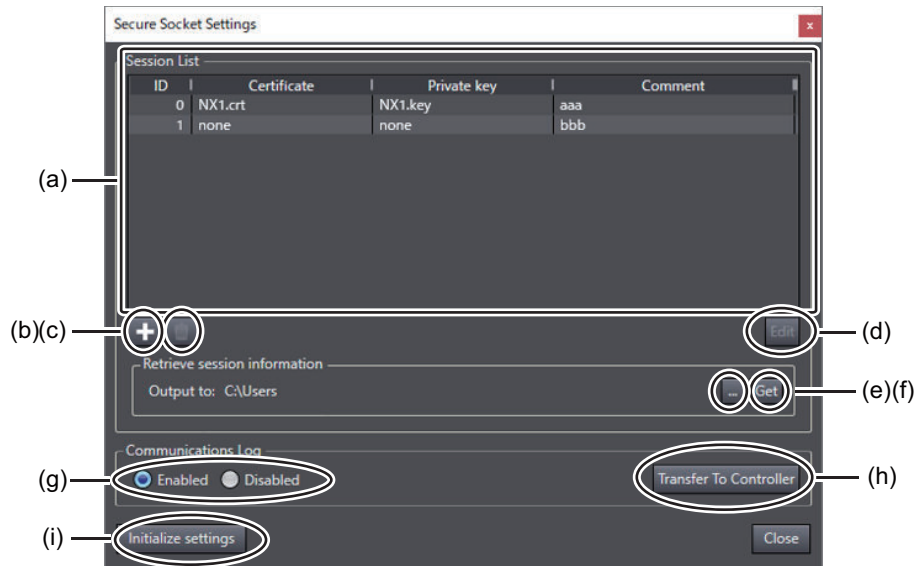 Secure Socket Settings
x
Session List
ID Certificate Private key Comment
0 NX1.crt NX1.key aaa
1 none none bbb
(a)
(b)(c)
Edit
(d)
Retrieve session information
Output to: C:\Users
... Get
(e)(f)
Communications Log
(g)
Enabled Disabled
Transfer To Controller
(h)
(i)
Initialize settings
Close